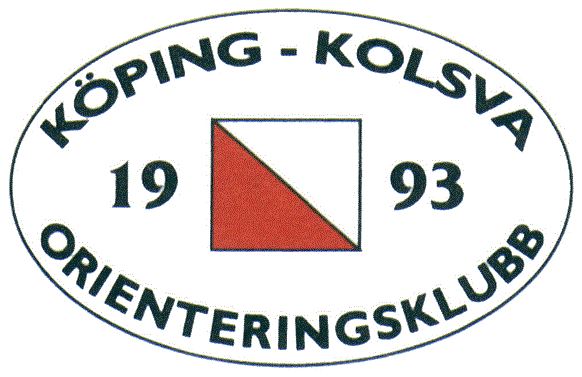 KÖPING - KOLSVA
19 93
ORIENTERINGSKLUBB